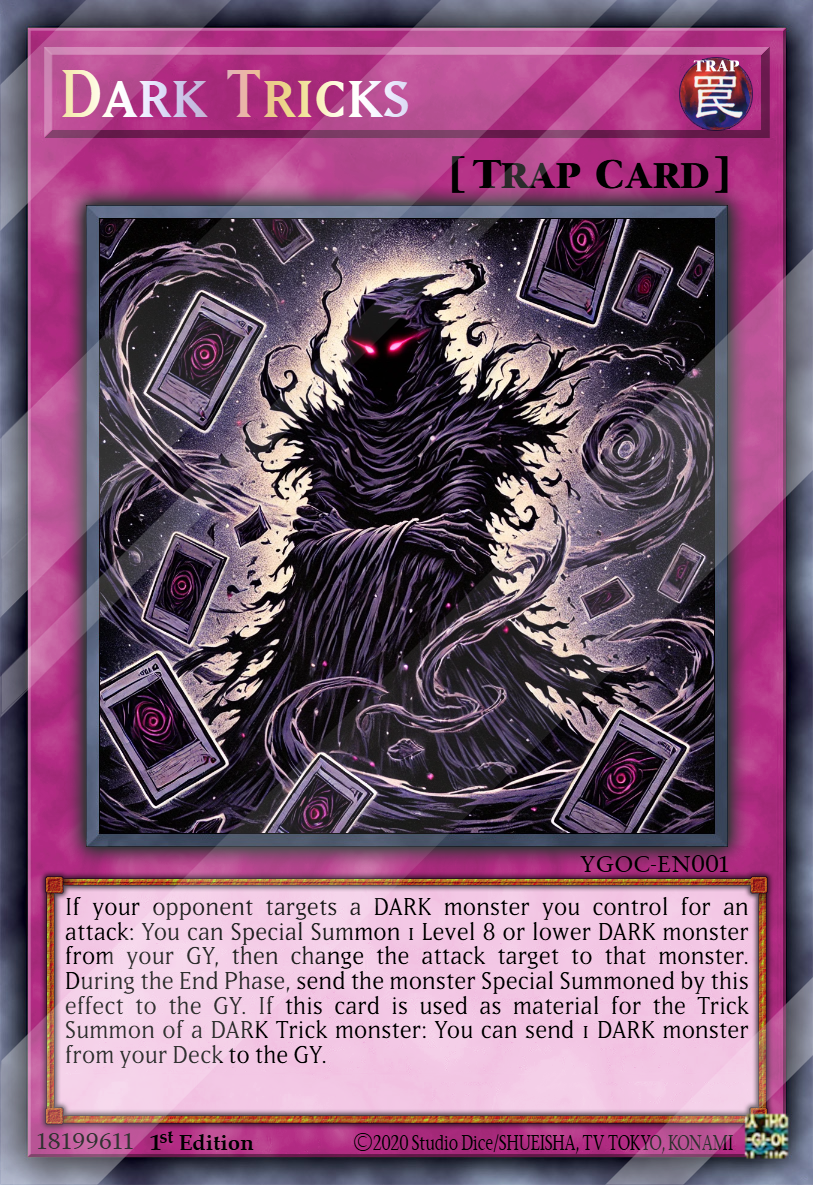 Dark Tricks
TRAP
罠
[Trap Card]
YGOC-EN001
If your opponent targets a DARK monster you control for an
attack: You can Special Summon 1 Level 8 or lower DARK monster
from your GY, then change the attack target to that monster.
During the End Phase, send the monster Special Summoned by this
effect to the GY. If this card is used as material for the Trick
Summon of a DARK Trick monster: You can send 1 DARK monster
from your Deck to the GY.
18199611 1st Edition ©2020 Studio Dice/SHUEISHA, TV TOKYO, KONAMI